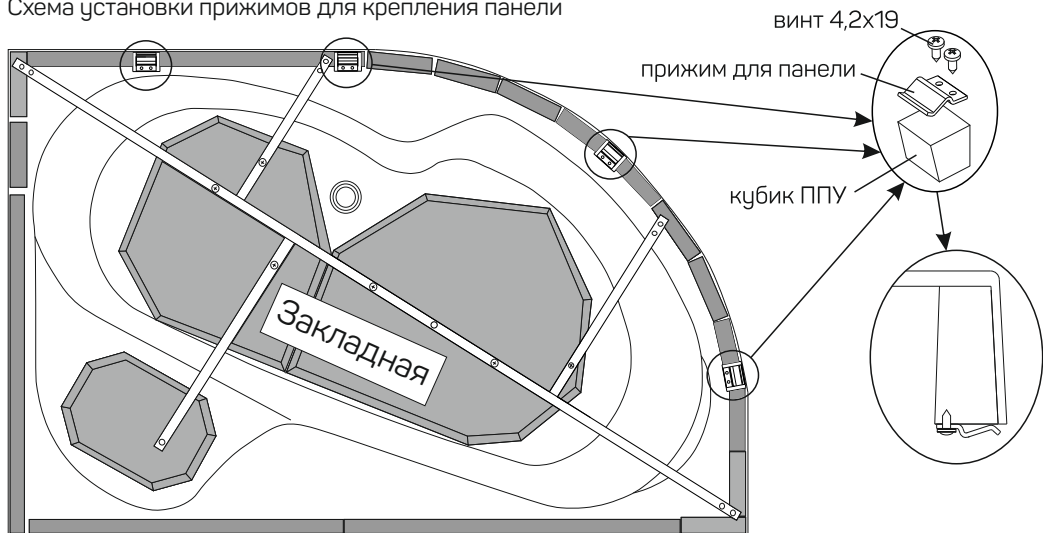 Схема установки прижимов для крепления панели
винт 4,2х19
прижим для панели
кубик ППУ
Закладная